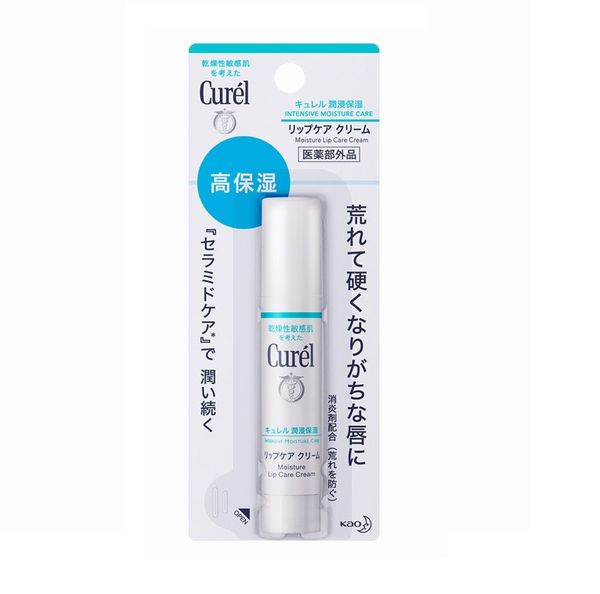 乾燥性敏感肌
を考えた
Curél
キュレル 潤浸保湿
INTENSIVE MOISTURE CARE
リップケア クリーム
Moisture Lip Care Cream
医薬部外品
高保湿
荒れて硬くなりがちな唇に
消炎剤配合（荒れを防ぐ）
『セラミドケア』*で 潤い続く
乾燥性敏感肌
を考えた
Curél
キュレル 潤浸保湿
INTENSIVE MOISTURE CARE
リップケア クリーム
Moisture
Lip Care Cream
OPEN
Kao